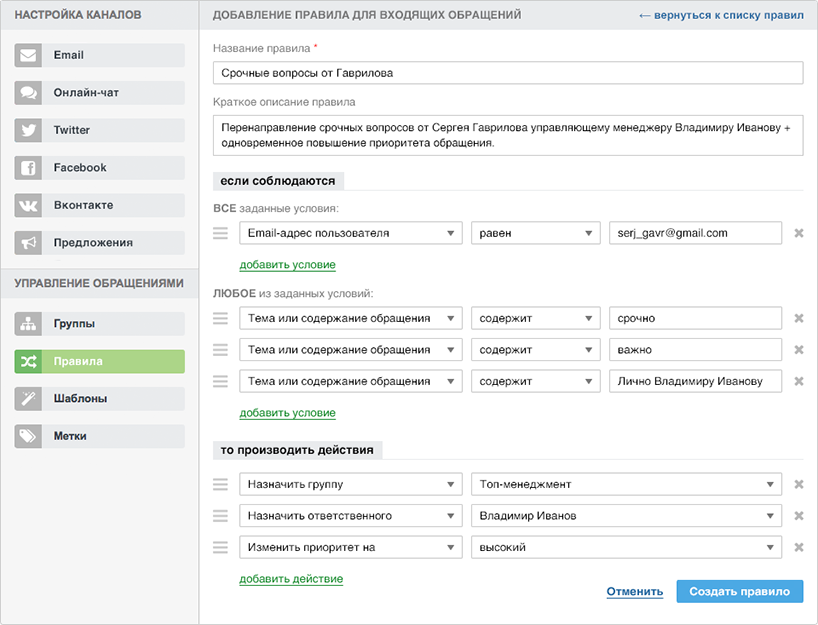 НАСТРОЙКА КАНАЛОВ
Email
Онлайн-чат
Twitter
Facebook
Вконтакте
Предложения
УПРАВЛЕНИЕ ОБРАЩЕНИЯМИ
Группы
Правила
Шаблоны
Метки
ДОБАВЛЕНИЕ ПРАВИЛА ДЛЯ ВХОДЯЩИХ ОБРАЩЕНИЙ
← вернуться к списку правил
Название правила *
Срочные вопросы от Гаврилова
Краткое описание правила
Перенаправление срочных вопросов от Сергея Гаврилова управляющему менеджеру Владимиру Иванову +
одновременное повышение приоритета обращения.
если соблюдаются
ВСЕ заданные условия:
Email-адрес пользователя равен serj_gavr@gmail.com
добавить условие
ЛЮБОЕ из заданных условий:
Тема или содержание обращения содержит срочно
Тема или содержание обращения содержит важно
Тема или содержание обращения содержит Лично Владимиру Иванову
добавить условие
то производить действия
Назначить группу Топ-менеджмент
Назначить ответственного Владимир Иванов
Изменить приоритет на высокий
добавить действие
Отменить Создать правило